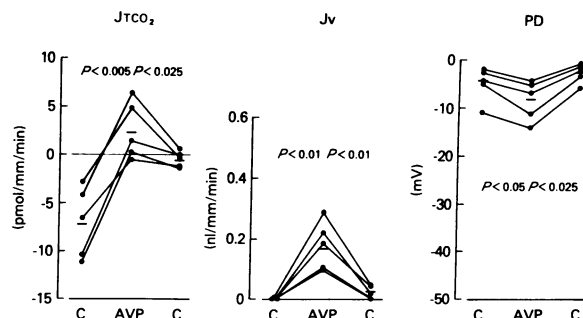 JTCO₂
Jv
PD
P<0.005 P<0.025
P<0.01 P<0.01
P<0.05 P<0.025
(pmol/mm/min)
10
5
0
-5
-10
-15
(nl/mm/min)
0.6
0.4
0.2
0
(mV)
0
-10
-20
-30
-40
-50
C AVP C
C AVP C
C AVP C